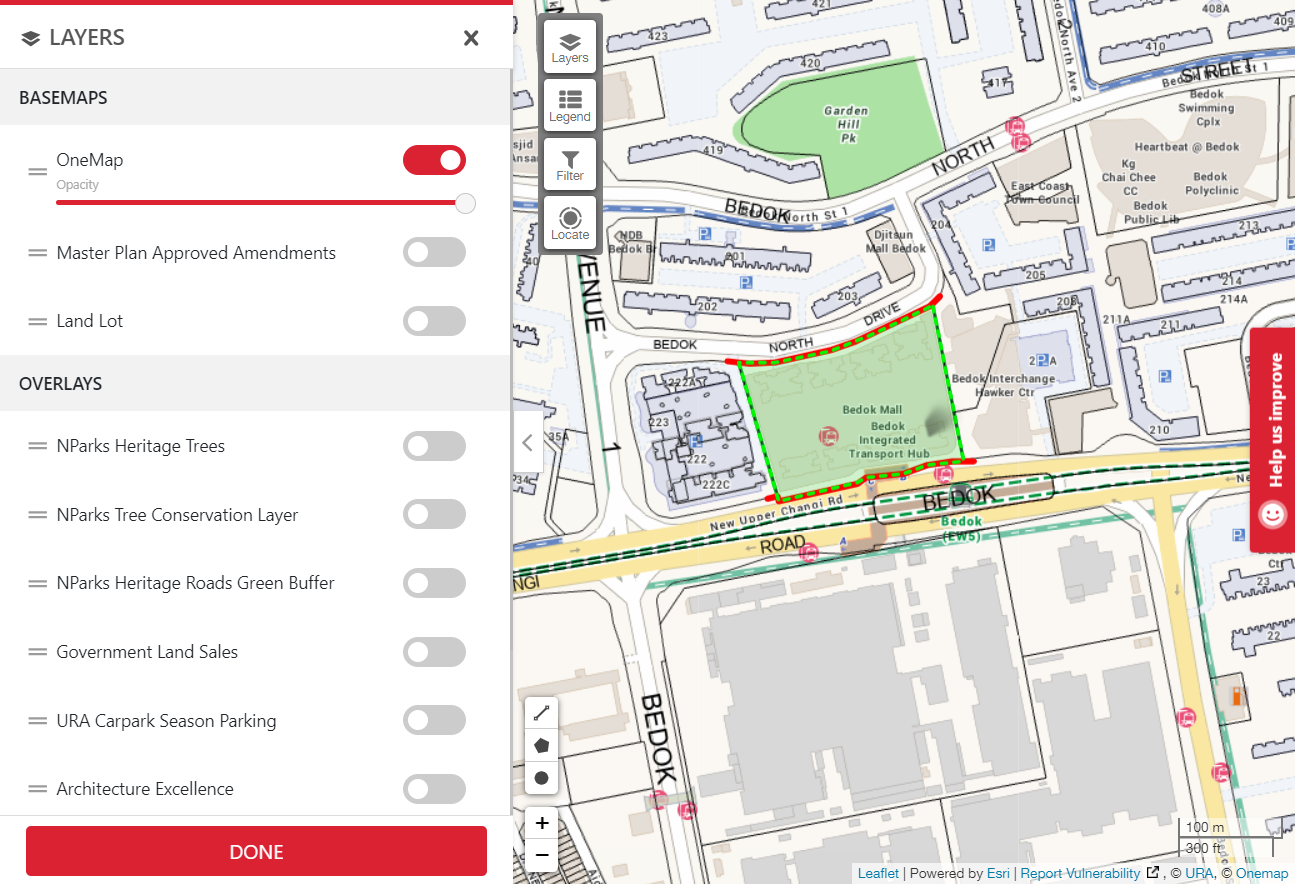 LAYERS
BASEMAPS
OneMap
Opacity
Master Plan Approved Amendments
Land Lot
OVERLAYS
NParks Heritage Trees
NParks Tree Conservation Layer
NParks Heritage Roads Green Buffer
Government Land Sales
URA Carpark Season Parking
Architecture Excellence
DONE
Layers
Legend
Filter
Locate
421
408A
409
423
410
420
417
STREET
Bedok North St 1
Bedok North Ave 2
Bedok
Swimming
Cplx
Garden
Hill
Pk
419
NORTH
Heartbeat @ Bedok
Kg
Chai Chee
CC
Bedok
Polyclinic
Bedok
Public Lib
East Coast
Town Council
BEDOK
Bedok North St 1
204
213
NDB
Bedok Br
Djitsun
Mall Bedok
201
205
214
214A
202
203
208
211A
211
AVENUE
1
DRIVE
NORTH
BEDOK
222A
223
222
222C
35A
Bedok Interchange
Hawker Ctr
Bedok Mall
Bedok
Integrated
Transport Hub
210
New Upper Changi Rd
BEDOK
Bedok
(EW5)
C
B
A
ROAD
NGI
BEDOK
23
22
Help us improve
+
−
100 m
300 ft
Leaflet | Powered by Esri | Report Vulnerability , © URA, © Onemap